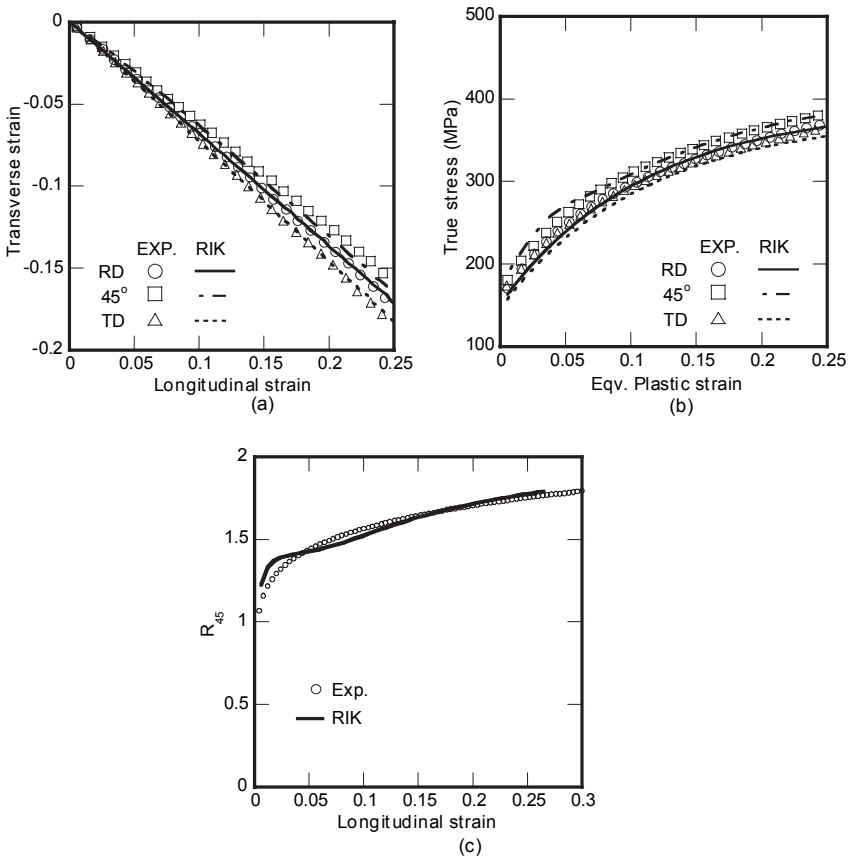 0
-0.05
-0.1
-0.15
-0.2
Transverse strain
EXP. RIK
RD
45°
TD
0 0.05 0.1 0.15 0.2 0.25
Longitudinal strain
(a)
500
400
300
200
100
True stress (MPa)
EXP. RIK
RD
45°
TD
0 0.05 0.1 0.15 0.2 0.25
Eqv. Plastic strain
(b)
2
1.5
1
0.5
0
R45
Exp.
RIK
0 0.05 0.1 0.15 0.2 0.25 0.3
Longitudinal strain
(c)